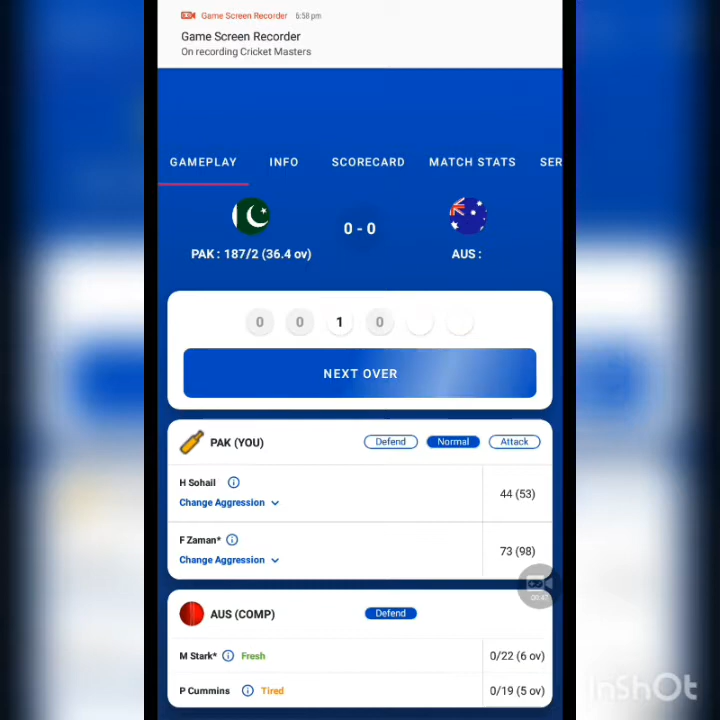 Game Screen Recorder 6:58 pm
Game Screen Recorder
On recording Cricket Masters
GAMEPLAY INFO SCORECARD MATCH STATS SER
0 - 0
PAK : 187/2 (36.4 ov) AUS :
0 0 1 0
NEXT OVER
PAK (YOU) Defend Normal Attack
H Sohail
Change Aggression
44 (53)
F Zaman*
Change Aggression
73 (98)
00:47
AUS (COMP) Defend
M Stark* Fresh 0/22 (6 ov)
P Cummins Tired 0/19 (5 ov)
InShOt